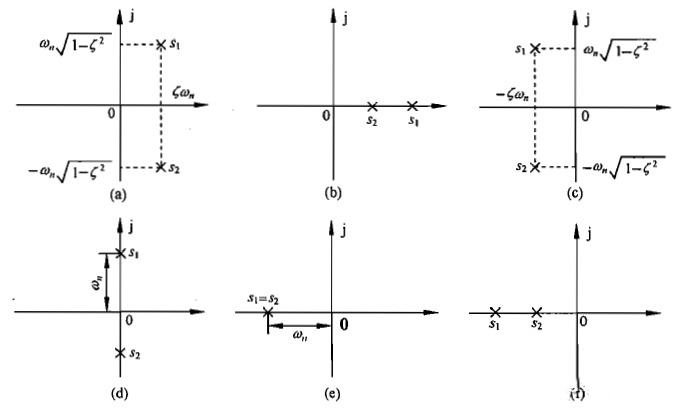 j
j
j
ωₙ√1−ζ²
s₁
s₁
ωₙ√1−ζ²
ζωₙ
−ζωₙ
0
0
s₂
s₁
0
−ωₙ√1−ζ²
s₂
s₂
−ωₙ√1−ζ²
(a)
(b)
(c)
j
j
j
s₁
ωₙ
s₁=s₂
0
0
0
s₁
s₂
ωₙ
s₂
(d)
(e)
(f)